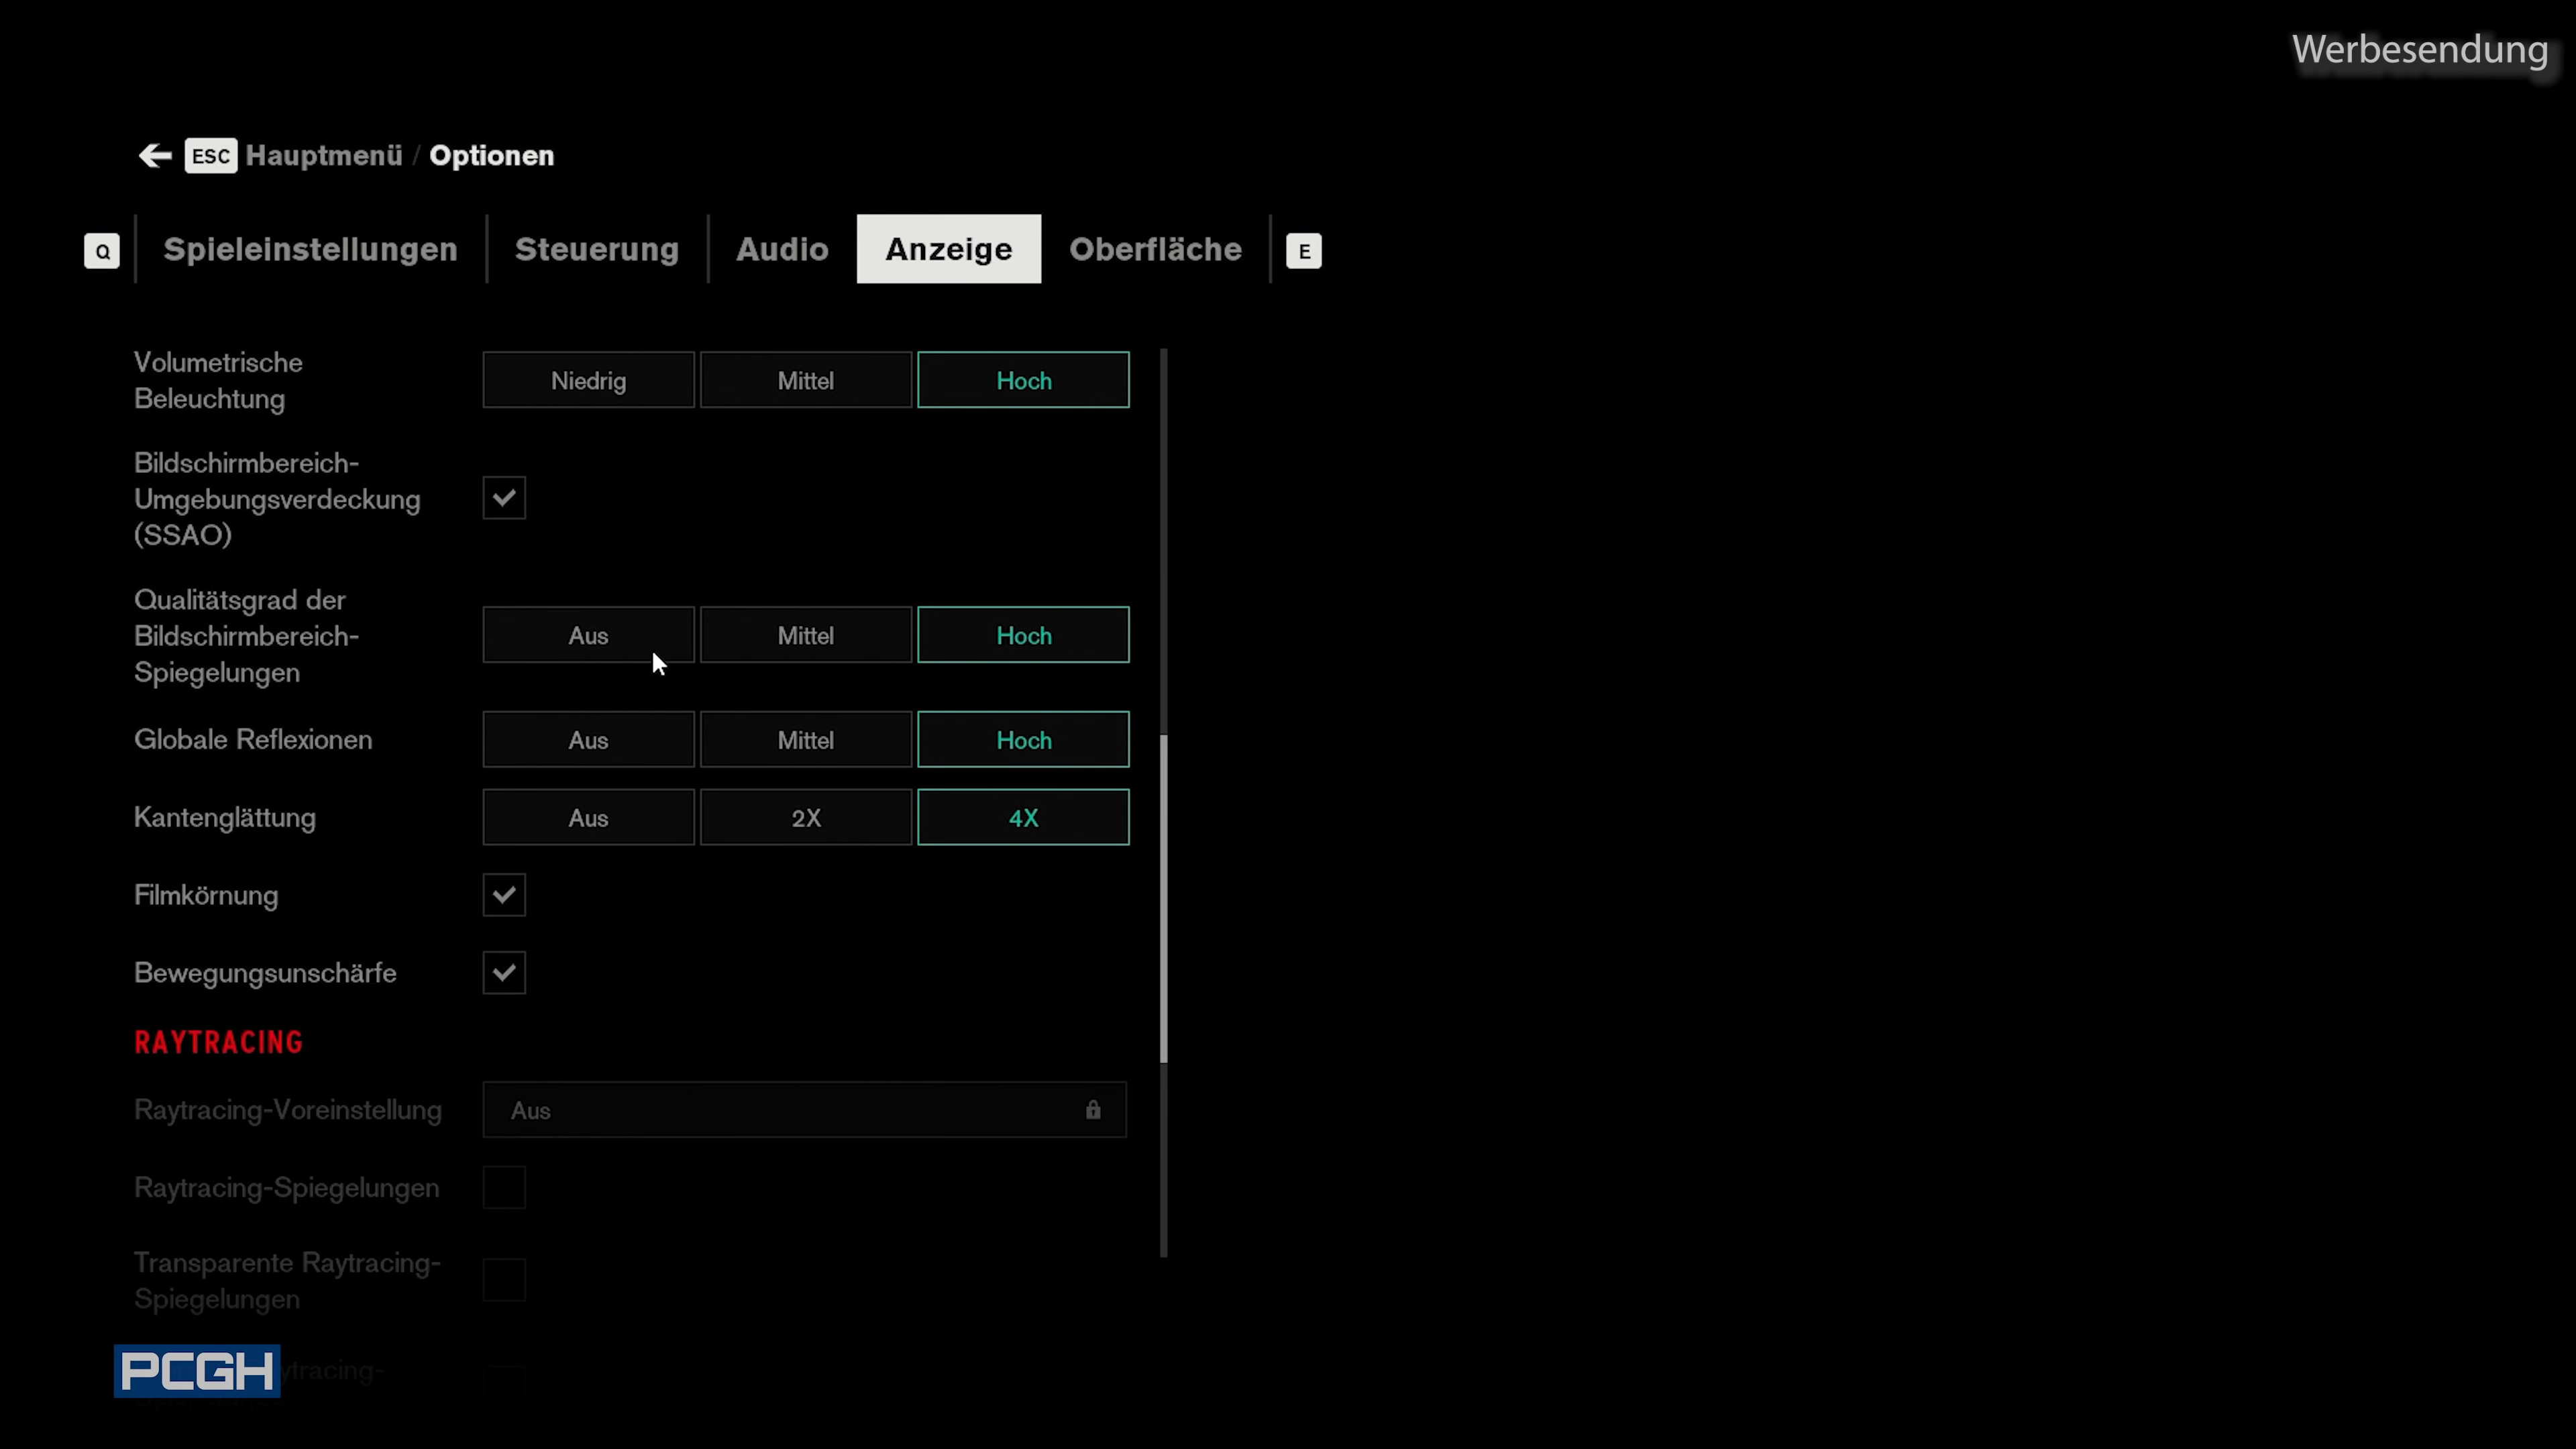 Werbesendung
ESC Hauptmenü / Optionen
Q Spieleinstellungen Steuerung Audio Anzeige Oberfläche E
Volumetrische
Beleuchtung
Niedrig Mittel Hoch
Bildschirmbereich-
Umgebungsverdeckung
(SSAO)
Qualitätsgrad der
Bildschirmbereich-
Spiegelungen
Aus Mittel Hoch
Globale Reflexionen Aus Mittel Hoch
Kantenglättung Aus 2X 4X
Filmkörnung
Bewegungsunschärfe
RAYTRACING
Raytracing-Voreinstellung Aus
Raytracing-Spiegelungen
Transparente Raytracing-
Spiegelungen
PCGH ytracing-